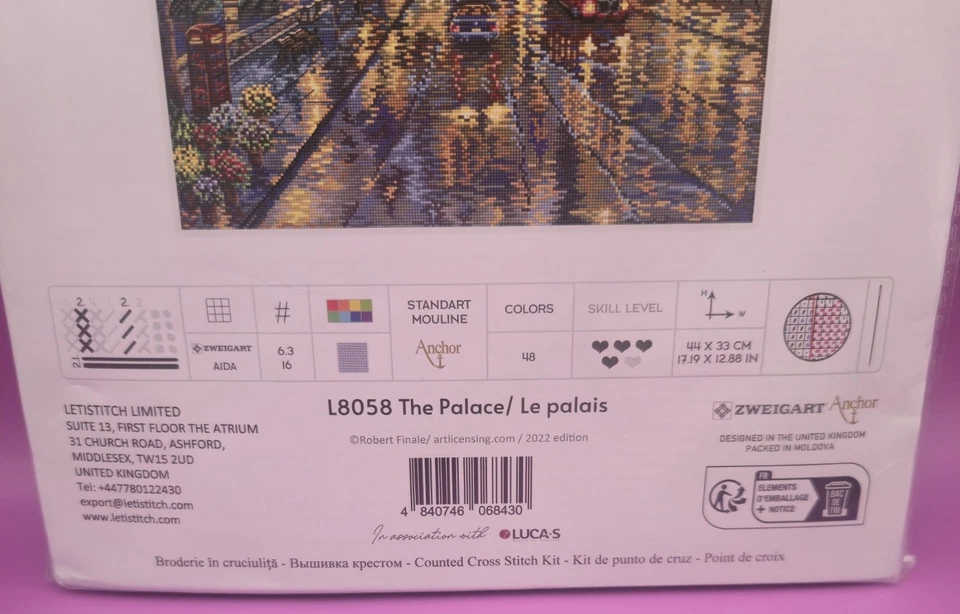 2. 2.
2.
ZWEIGART
AIDA
#
6.3
16
STANDART
MOULINE
Anchor
COLORS
48
SKILL LEVEL
H
W
44 X 33 CM
17.19 X 12.88 IN
LETISTITCH LIMITED
SUITE 13, FIRST FLOOR THE ATRIUM
31 CHURCH ROAD, ASHFORD,
MIDDLESEX, TW15 2UD
UNITED KINGDOM
Tel: +447780122430
export@letistitch.com
www.letistitch.com
L8058 The Palace/ Le palais
©Robert Finale/ artlicensing.com / 2022 edition
4 840746 068430
In association with LUCA-S
ZWEIGART Anchor
DESIGNED IN THE UNITED KINGDOM
PACKED IN MOLDOVA
FR
ELEMENTS
D'EMBALLAGE
+ NOTICE
BAC
DE
TRI
Broderie în cruciuliță - Вышивка крестом - Counted Cross Stitch Kit - Kit de punto de cruz - Point de croix